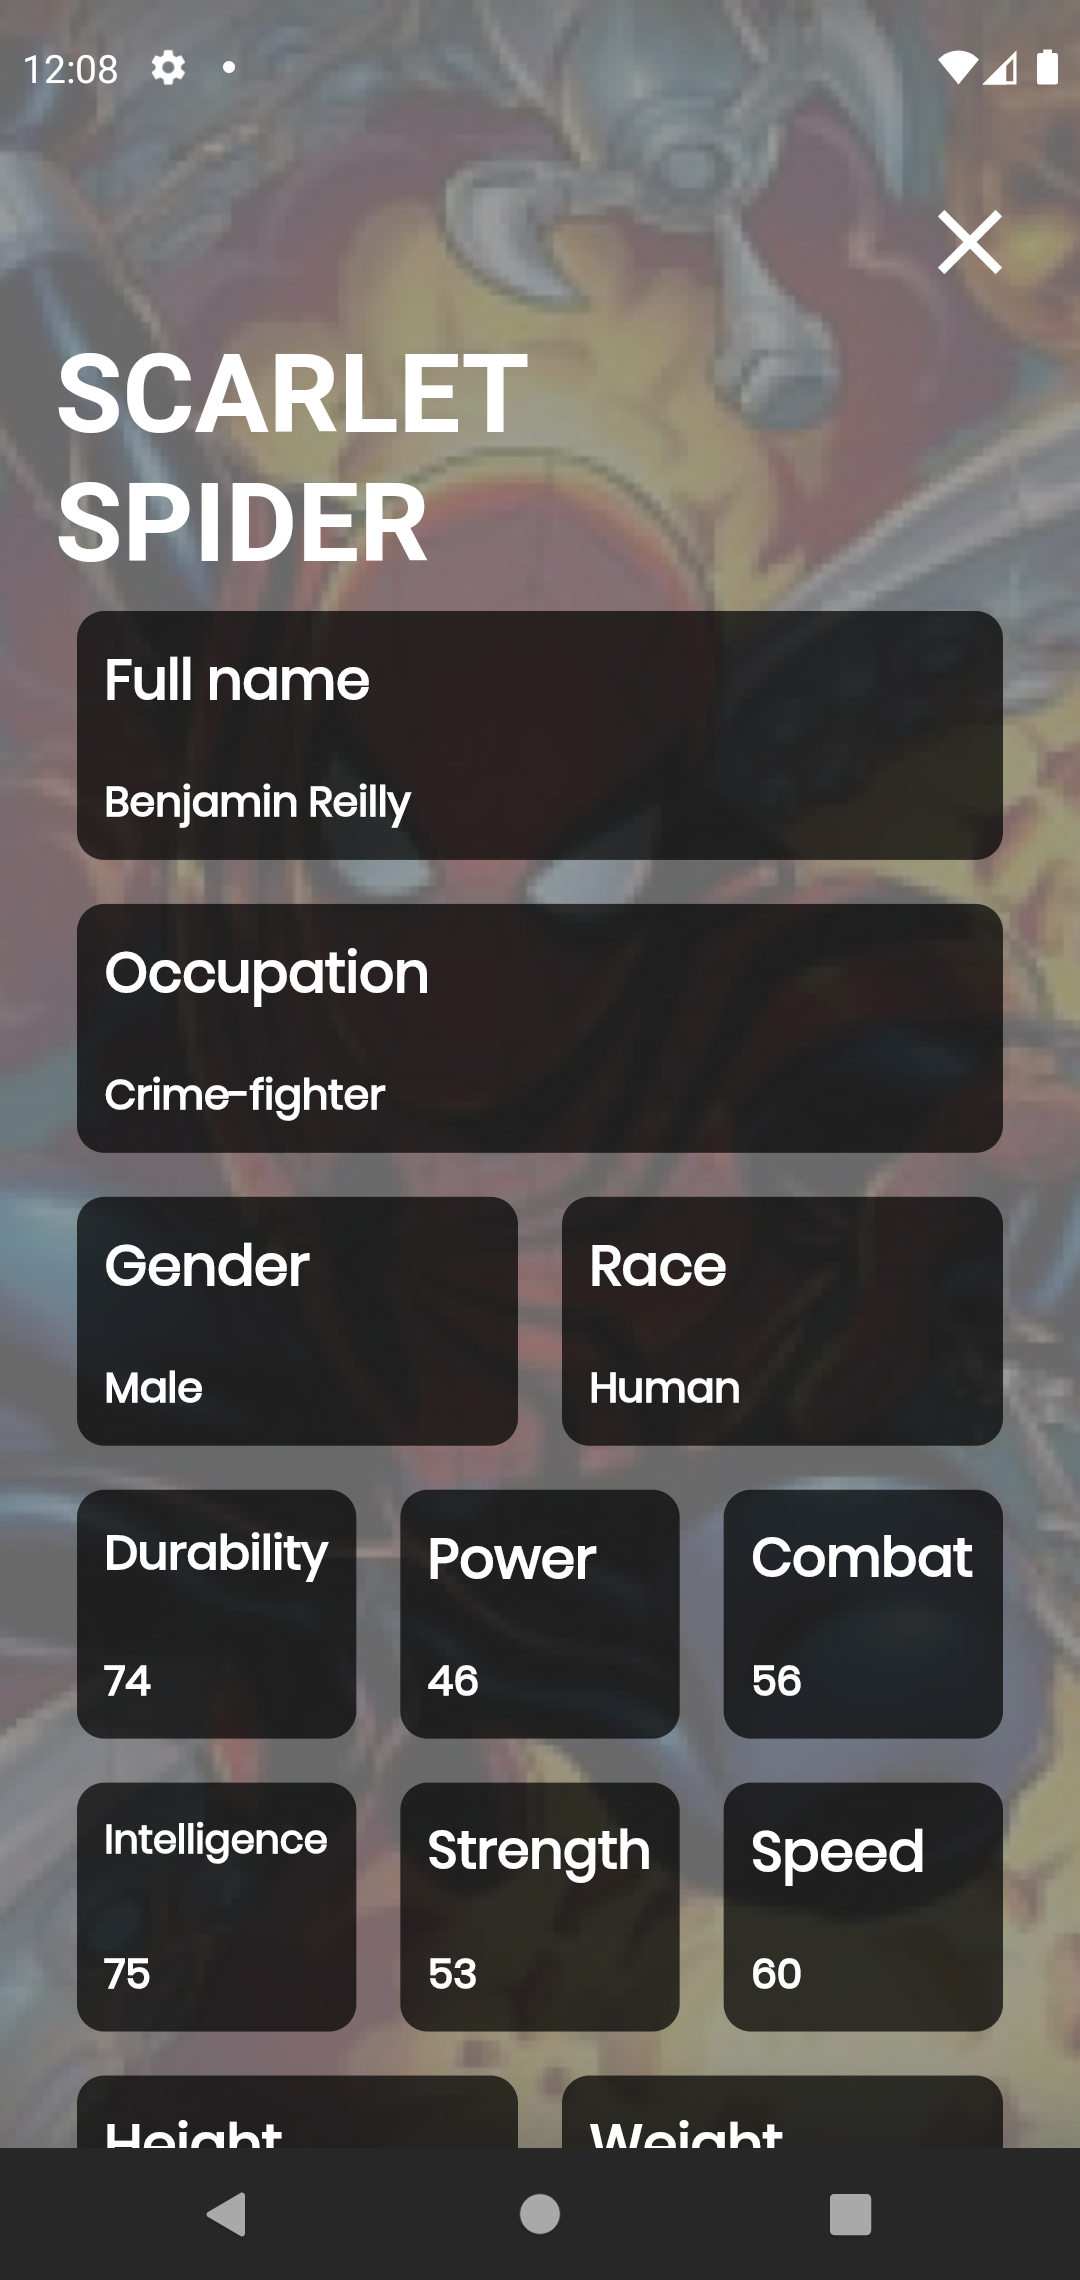 12:08
SCARLET
SPIDER
Full name
Benjamin Reilly
Occupation
Crime-fighter
Gender
Race
Male
Human
Durability
Power
Combat
74
46
56
Intelligence
Strength
Speed
75
53
60
Height
Weight